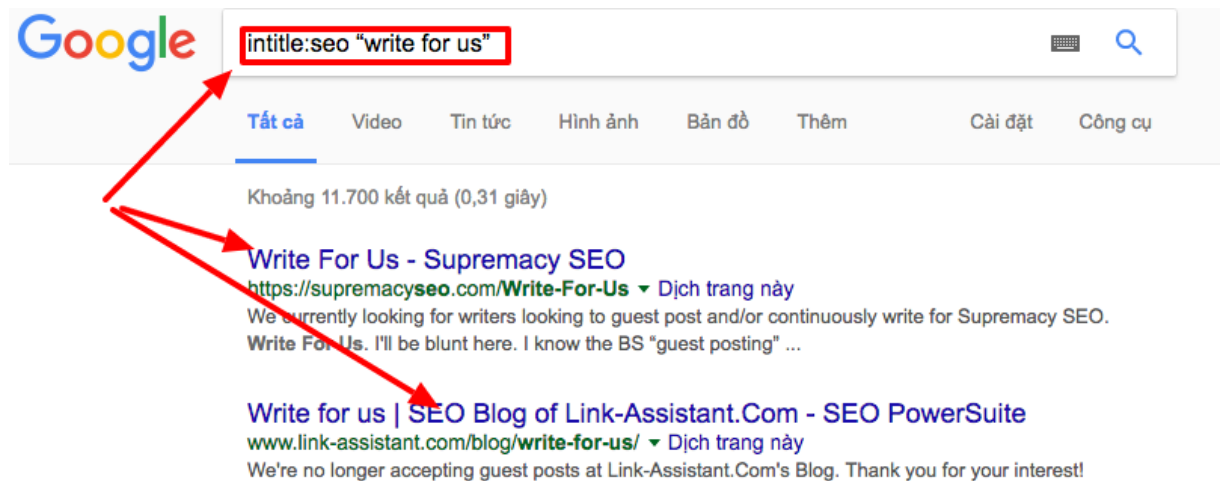 Google
intitle:seo “write for us”
Tất cả Video Tin tức Hình ảnh Bản đồ Thêm Cài đặt Công cụ
Khoảng 11.700 kết quả (0,31 giây)
Write For Us - Supremacy SEO
https://supremacyseo.com/Write-For-Us ▼ Dịch trang này
We currently looking for writers looking to guest post and/or continuously write for Supremacy SEO.
Write For Us. I'll be blunt here. I know the BS “guest posting” ...
Write for us | SEO Blog of Link-Assistant.Com - SEO PowerSuite
www.link-assistant.com/blog/write-for-us/ ▼ Dịch trang này
We're no longer accepting guest posts at Link-Assistant.Com's Blog. Thank you for your interest!